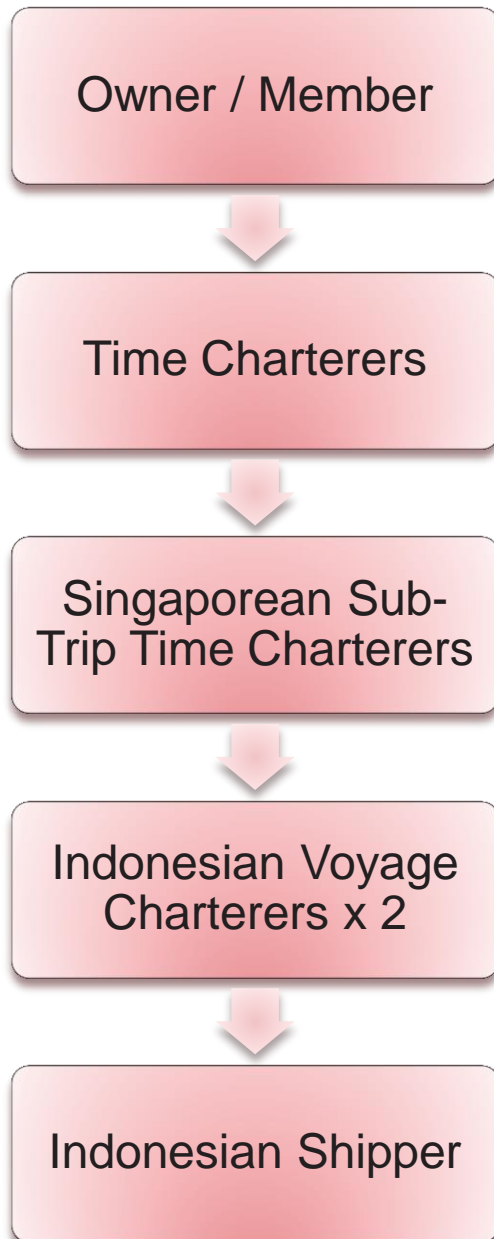 Owner / Member
Time Charterers
Singaporean Sub-
Trip Time Charterers
Indonesian Voyage
Charterers x 2
Indonesian Shipper